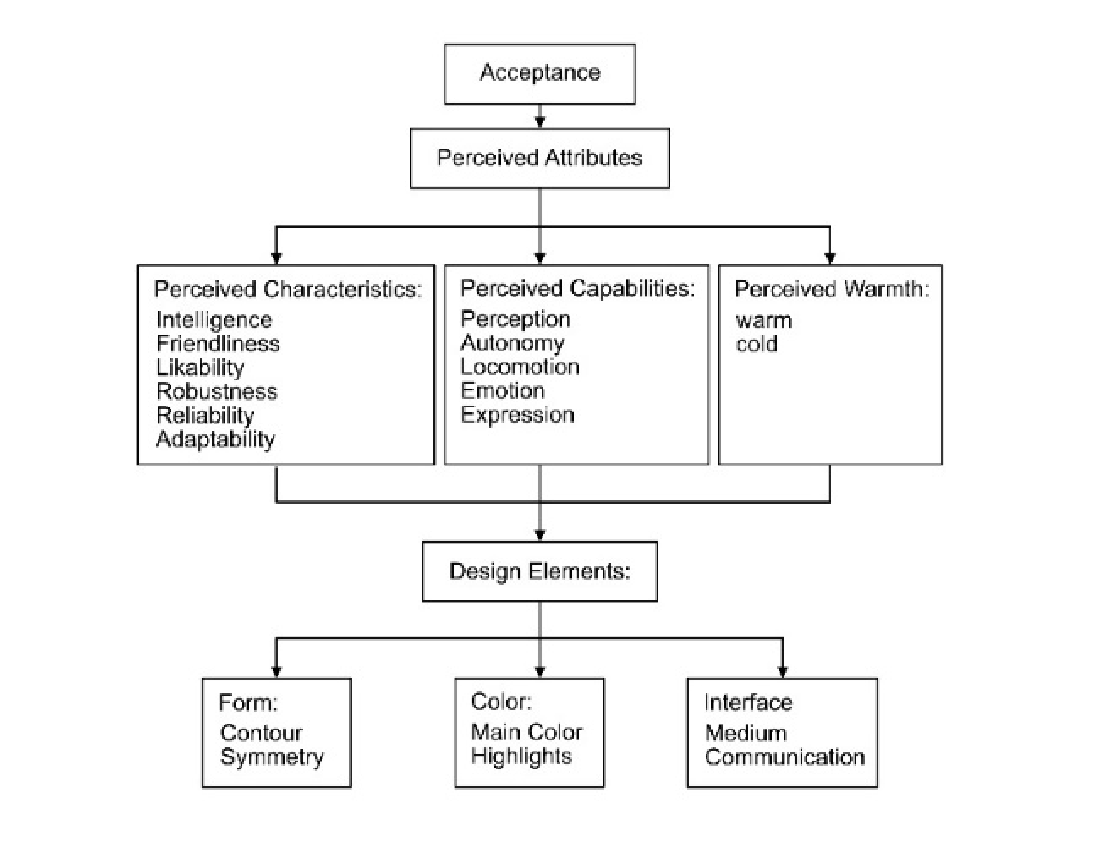 Acceptance
Perceived Attributes
Perceived Characteristics:
Intelligence
Friendliness
Likability
Robustness
Reliability
Adaptability
Perceived Capabilities:
Perception
Autonomy
Locomotion
Emotion
Expression
Perceived Warmth:
warm
cold
Design Elements:
Form:
Contour
Symmetry
Color:
Main Color
Highlights
Interface
Medium
Communication